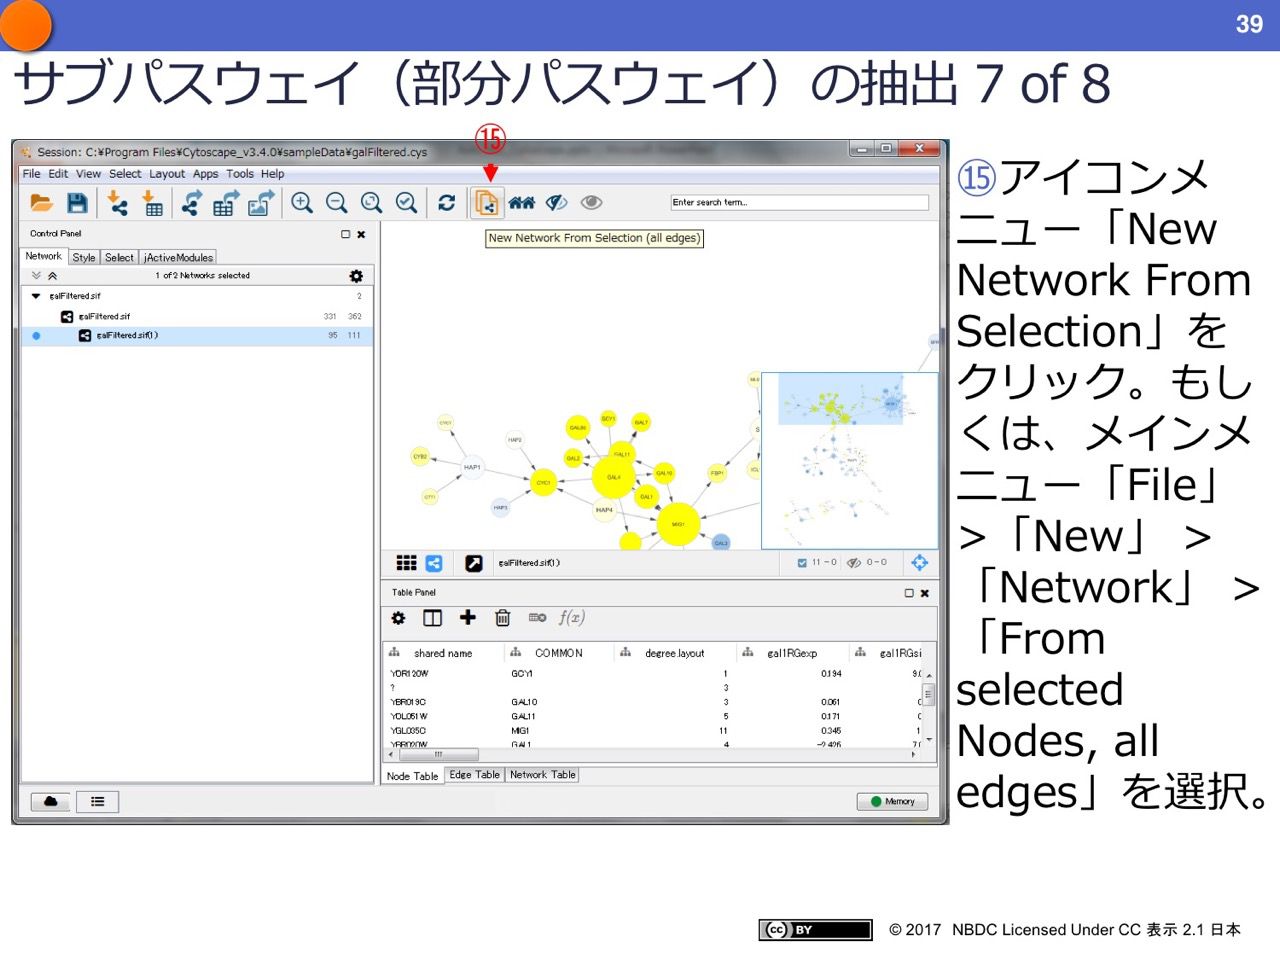 39
サブパスウェイ（部分パスウェイ）の抽出 7 of 8
⑮
Session: C:¥Program Files¥Cytoscape_v3.4.0¥sampleData¥galFiltered.cys
File Edit View Select Layout Apps Tools Help
Enter search term...
Control Panel
New Network From Selection (all edges)
Network Style Select jActiveModules
1 of 2 Networks selected
galFiltered.sif 2
galFiltered.sif 331 362
galFiltered.sif(1) 95 111
HAP2
HAP1
CYC1
HAP3
HAP4
GCY1
GAL7
GAL2
GAL11
GAL4
GAL10
GAL1
FBP1
MIG1
GAL3
galFiltered.sif(1)
11 - 0
0 - 0
Table Panel
f(x)
shared name COMMON degree.layout gal1RGexp gal1RGsi
YDR120W GCY1 1 0.194
? 3
YBR019C GAL10 3 0.061
YOL051W GAL11 5 0.171
YGL035C MIG1 11 0.345
YBR020W GAL1 4 -2.426
Node Table Edge Table Network Table
Memory
⑮アイコンメ
ニュー「New
Network From
Selection」を
クリック。もし
くは、メインメ
ニュー「File」
>「New」 >
「Network」 >
「From
selected
Nodes, all
edges」を選択。
cc BY
© 2017 NBDC Licensed Under CC 表示 2.1 日本